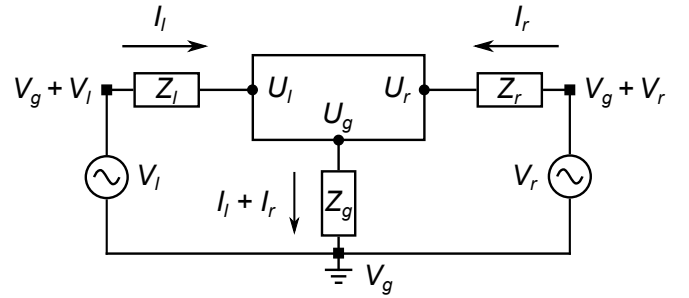 I_l I_r
V_g + V_l Z_l U_l U_r Z_r V_g + V_r
U_g
V_l I_l + I_r Z_g V_r
V_g